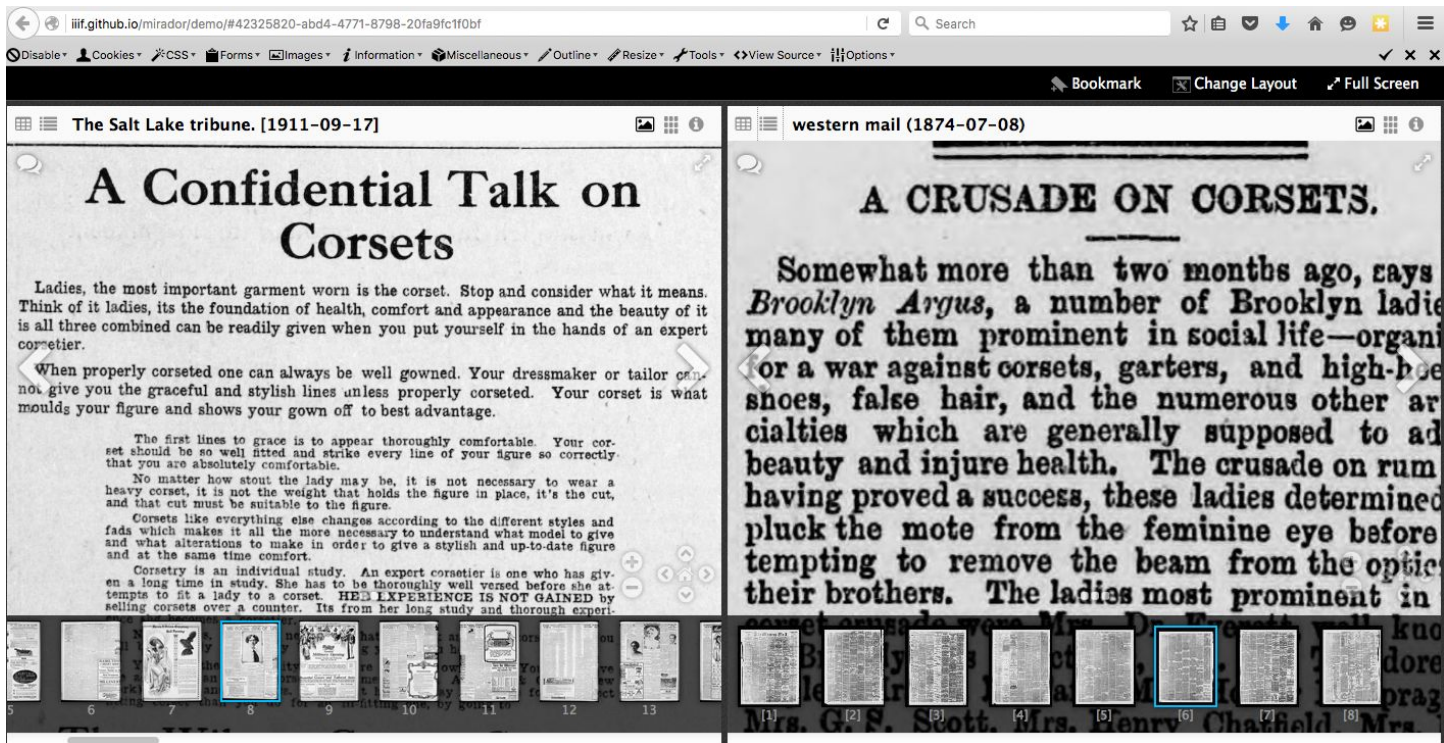 iiif.github.io/mirador/demo/#42325820-abd4-4771-8798-20fa9fc1f0bf
Search
Disable Cookies CSS Forms Images Information Miscellaneous Outline Resize Tools View Source Options
Bookmark Change Layout Full Screen
The Salt Lake tribune. [1911-09-17]
A Confidential Talk on
Corsets
Ladies, the most important garment worn is the corset. Stop and consider what it means.
Think of it ladies, its the foundation of health, comfort and appearance and the beauty of it
is all three combined can be readily given when you put yourself in the hands of an expert
corsetier.
When properly corseted one can always be well gowned. Your dressmaker or tailor can-
not give you the graceful and stylish lines unless properly corseted. Your corset is what
moulds your figure and shows your gown off to best advantage.
The first lines to grace is to appear thoroughly comfortable. Your cor-
set should be so well fitted and strike every line of your figure so correctly
that you are absolutely comfortable.
No matter how stout the lady may be, it is not necessary to wear a
heavy corset, it is not the weight that holds the figure in place, it's the cut,
and that cut must be suitable to the figure.
Corsets like everything else changes according to the different styles and
fads which makes it all the more necessary to understand what model to give
and what alterations to make in order to give a stylish and up-to-date figure
and at the same time comfort.
Corsetry is an individual study. An expert corsetier is one who has giv-
en a long time in study. She has to be thoroughly well versed before she at-
tempts to fit a lady to a corset. HER EXPERIENCE IS NOT GAINED by
selling corsets over a counter. Its from her long study and thorough experi-
5 6 7 8 9 10 11 12 13
western mail (1874-07-08)
A CRUSADE ON CORSETS.
Somewhat more than two months ago, says
Brooklyn Argus, a number of Brooklyn ladie
many of them prominent in social life—organi
for a war against corsets, garters, and high-hee
shoes, false hair, and the numerous other ar
cialties which are generally supposed to ad
beauty and injure health. The crusade on rum
having proved a success, these ladies determined
pluck the mote from the feminine eye before
tempting to remove the beam from the optic
their brothers. The ladies most prominent in
corset crusade were Mrs. Dr. Everett, well kno
[1] [2] [3] [4] [5] [6] [7] [8]
Mrs. G. P. Scott, Mrs. Henry Chatfield, Mrs.